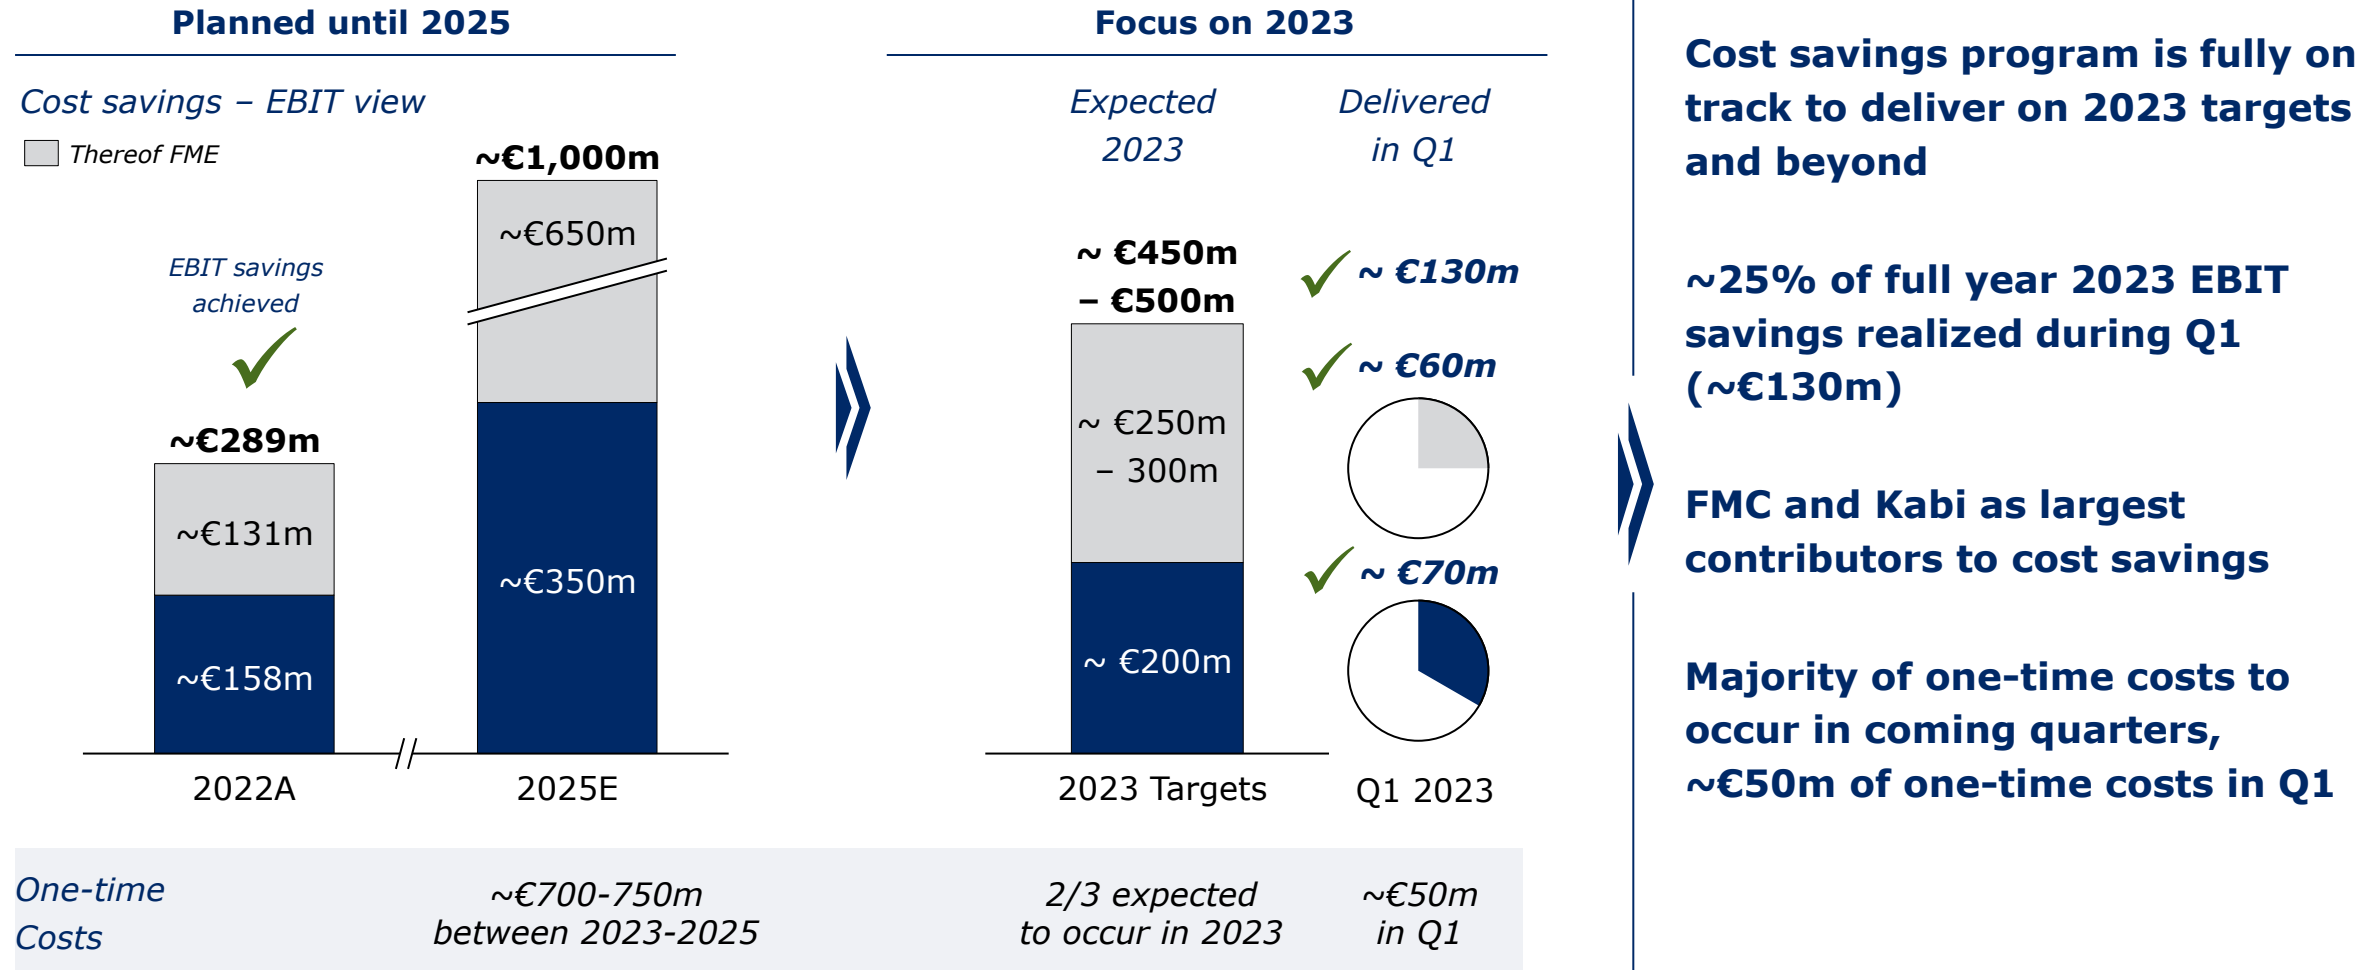 Planned until 2025
Cost savings – EBIT view
Thereof FME
~€1,000m
~€650m
EBIT savings
achieved
~€289m
~€131m
~€350m
~€158m
2022A
2025E
Focus on 2023
Expected
2023
Delivered
in Q1
~ €450m
– €500m
~ €130m
~ €60m
~ €250m
– 300m
~ €70m
~ €200m
2023 Targets
Q1 2023
One-time
Costs
~€700-750m
between 2023-2025
2/3 expected
to occur in 2023
~€50m
in Q1
Cost savings program is fully on
track to deliver on 2023 targets
and beyond
~25% of full year 2023 EBIT
savings realized during Q1
(~€130m)
FMC and Kabi as largest
contributors to cost savings
Majority of one-time costs to
occur in coming quarters,
~€50m of one-time costs in Q1